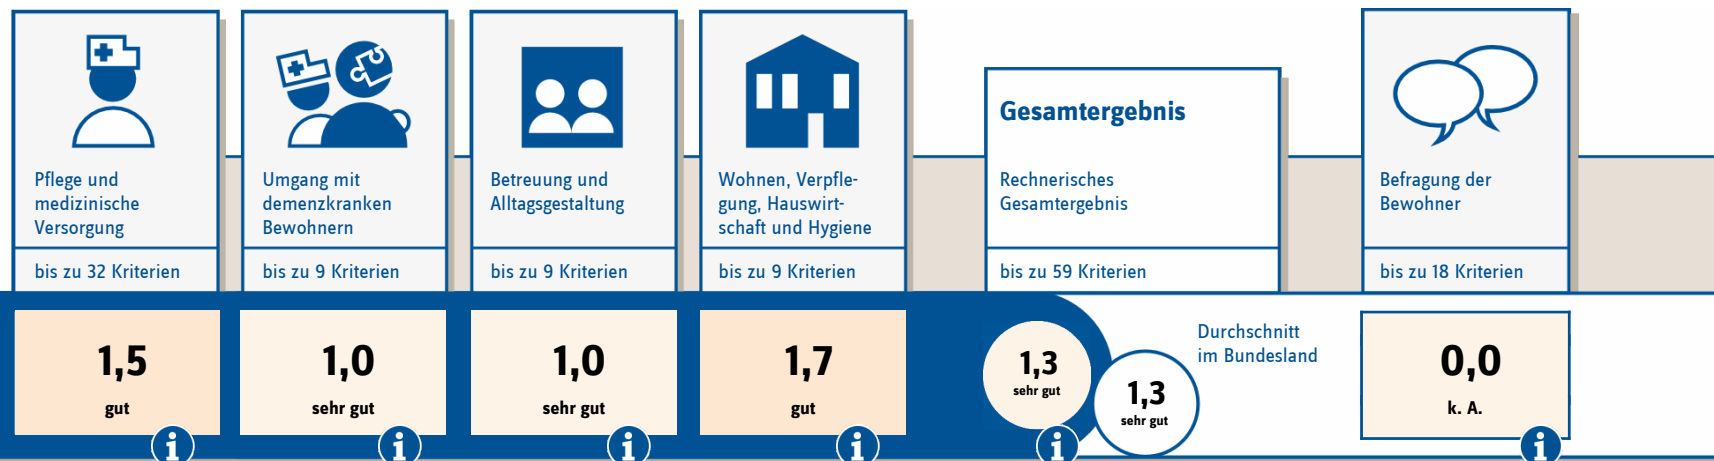 Pflege und
medizinische
Versorgung
bis zu 32 Kriterien
1,5
gut
Umgang mit
demenzkranken
Bewohnern
bis zu 9 Kriterien
1,0
sehr gut
Betreuung und
Alltagsgestaltung
bis zu 9 Kriterien
1,0
sehr gut
Wohnen, Verpfle-
gung, Hauswirt-
schaft und Hygiene
bis zu 9 Kriterien
1,7
gut
Gesamtergebnis
Rechnerisches
Gesamtergebnis
bis zu 59 Kriterien
1,3
sehr gut
Durchschnitt
im Bundesland
1,3
sehr gut
Befragung der
Bewohner
bis zu 18 Kriterien
0,0
k. A.